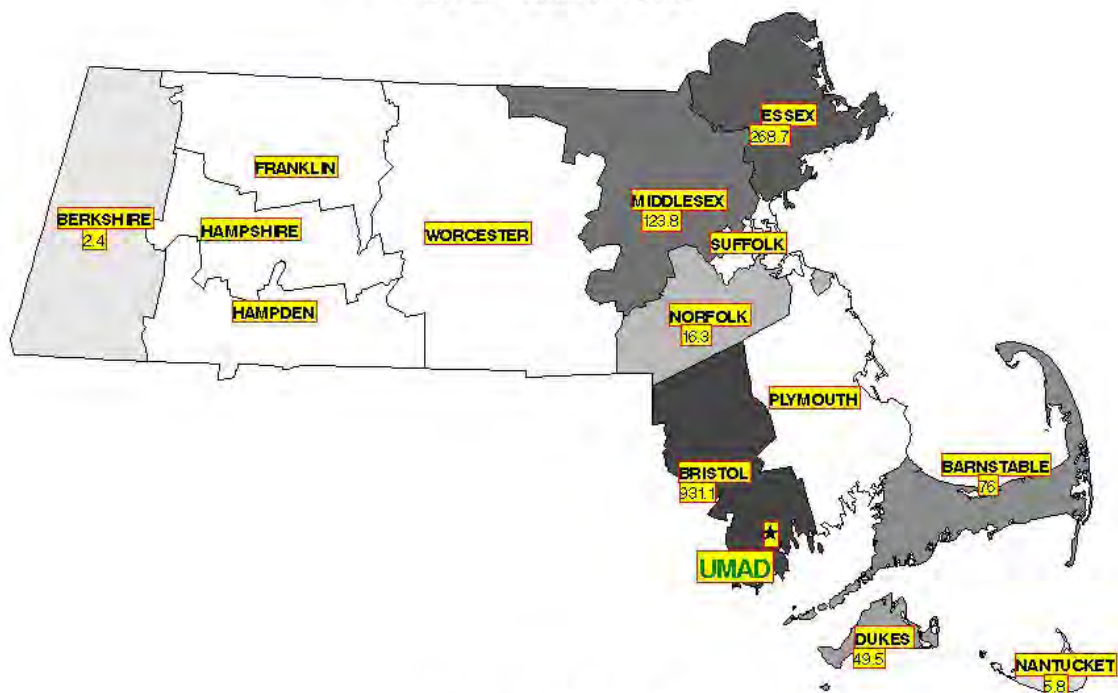 ESSEX
268.7
FRANKLIN
MIDDLESEX
123.8
BERKSHIRE
2.4
HAMPSHIRE
WORCESTER
SUFFOLK
HAMPDEN
NORFOLK
16.3
PLYMOUTH
BRISTOL
931.1
BARNSTABLE
76
UMAD
DUKES
49.5
NANTUCKET
5.8